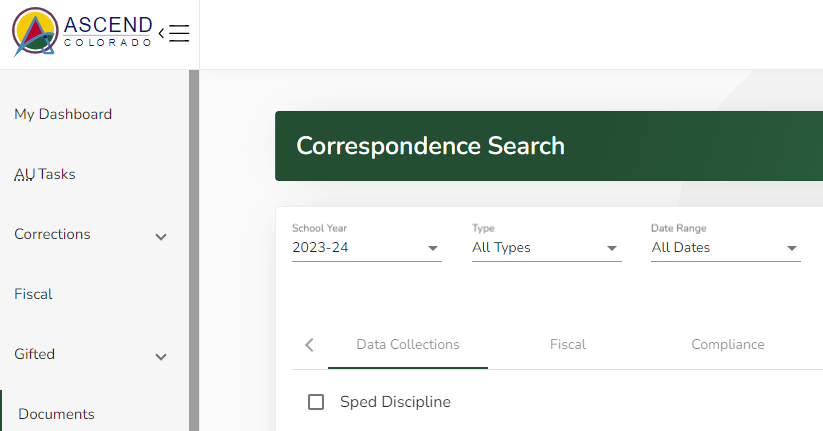 ASCEND
COLORADO
My Dashboard
AU Tasks
Corrections
Fiscal
Gifted
Documents
Correspondence Search
School Year
2023-24
Type
All Types
Date Range
All Dates
Data Collections
Fiscal
Compliance
Sped Discipline